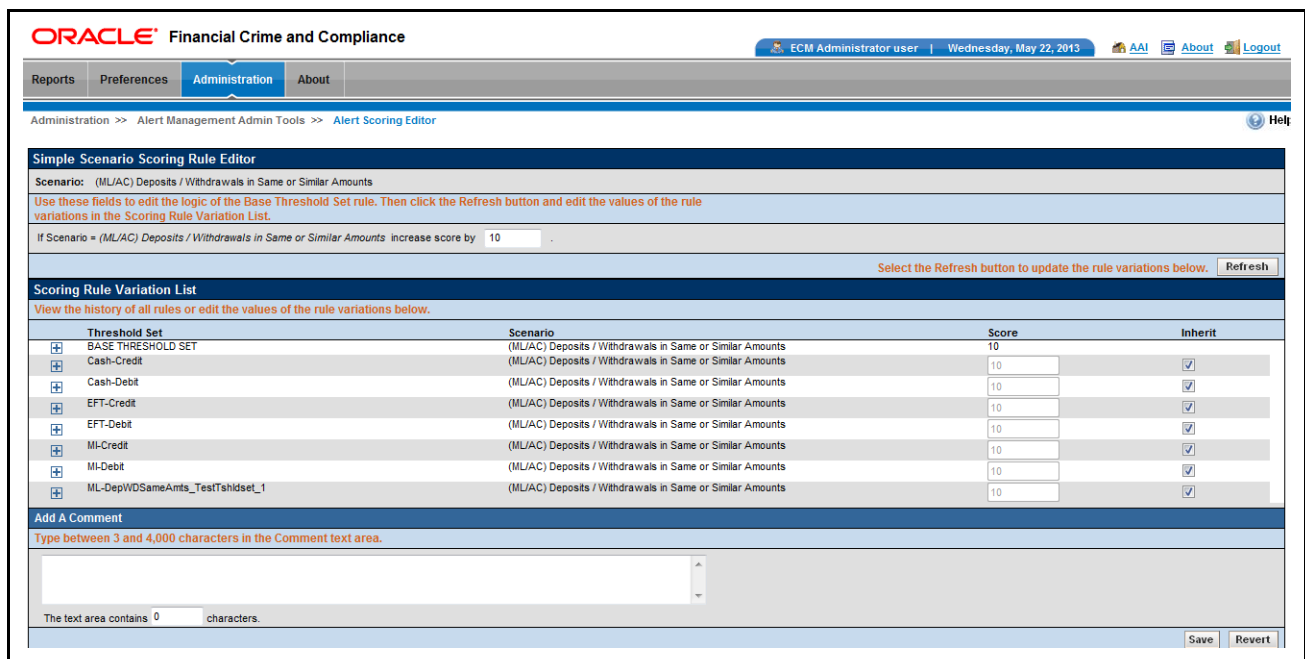 ORACLE® Financial Crime and Compliance
ECM Administrator user | Wednesday, May 22, 2013 AAI About Logout
Reports Preferences Administration About
Administration >> Alert Management Admin Tools >> Alert Scoring Editor Help
Simple Scenario Scoring Rule Editor
Scenario: (ML/AC) Deposits / Withdrawals in Same or Similar Amounts
Use these fields to edit the logic of the Base Threshold Set rule. Then click the Refresh button and edit the values of the rule
variations in the Scoring Rule Variation List.
If Scenario = (ML/AC) Deposits / Withdrawals in Same or Similar Amounts increase score by 10 .
Select the Refresh button to update the rule variations below. Refresh
Scoring Rule Variation List
View the history of all rules or edit the values of the rule variations below.
Threshold Set Scenario Score Inherit
BASE THRESHOLD SET (ML/AC) Deposits / Withdrawals in Same or Similar Amounts 10
Cash-Credit (ML/AC) Deposits / Withdrawals in Same or Similar Amounts 10
Cash-Debit (ML/AC) Deposits / Withdrawals in Same or Similar Amounts 10
EFT-Credit (ML/AC) Deposits / Withdrawals in Same or Similar Amounts 10
EFT-Debit (ML/AC) Deposits / Withdrawals in Same or Similar Amounts 10
MI-Credit (ML/AC) Deposits / Withdrawals in Same or Similar Amounts 10
MI-Debit (ML/AC) Deposits / Withdrawals in Same or Similar Amounts 10
ML-DepWDSameAmts_TestTshldset_1 (ML/AC) Deposits / Withdrawals in Same or Similar Amounts 10
Add A Comment
Type between 3 and 4,000 characters in the Comment text area.
The text area contains 0 characters.
Save Revert